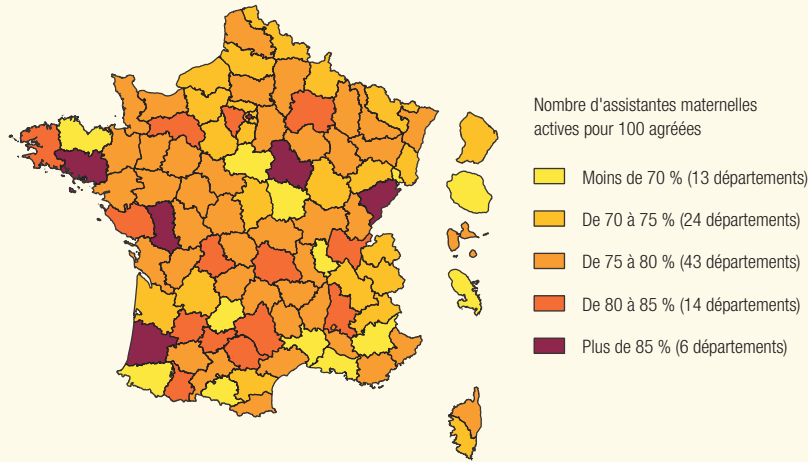 Nombre d'assistantes maternelles
actives pour 100 agréées
Moins de 70 % (13 départements)
De 70 à 75 % (24 départements)
De 75 à 80 % (43 départements)
De 80 à 85 % (14 départements)
Plus de 85 % (6 départements)